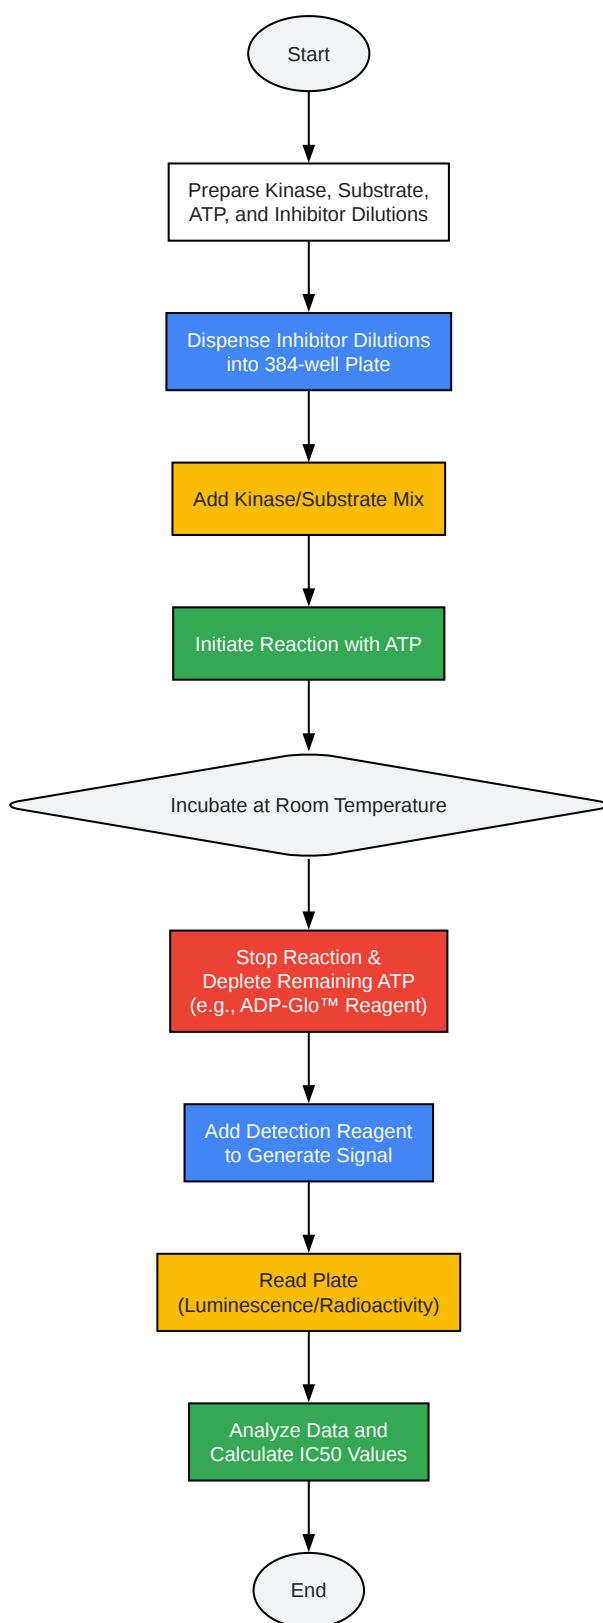 Start
Prepare Kinase, Substrate,
ATP, and Inhibitor Dilutions
Dispense Inhibitor Dilutions
into 384-well Plate
Add Kinase/Substrate Mix
Initiate Reaction with ATP
Incubate at Room Temperature
Stop Reaction &
Deplete Remaining ATP
(e.g., ADP-Glo™ Reagent)
Add Detection Reagent
to Generate Signal
Read Plate
(Luminescence/Radioactivity)
Analyze Data and
Calculate IC50 Values
End